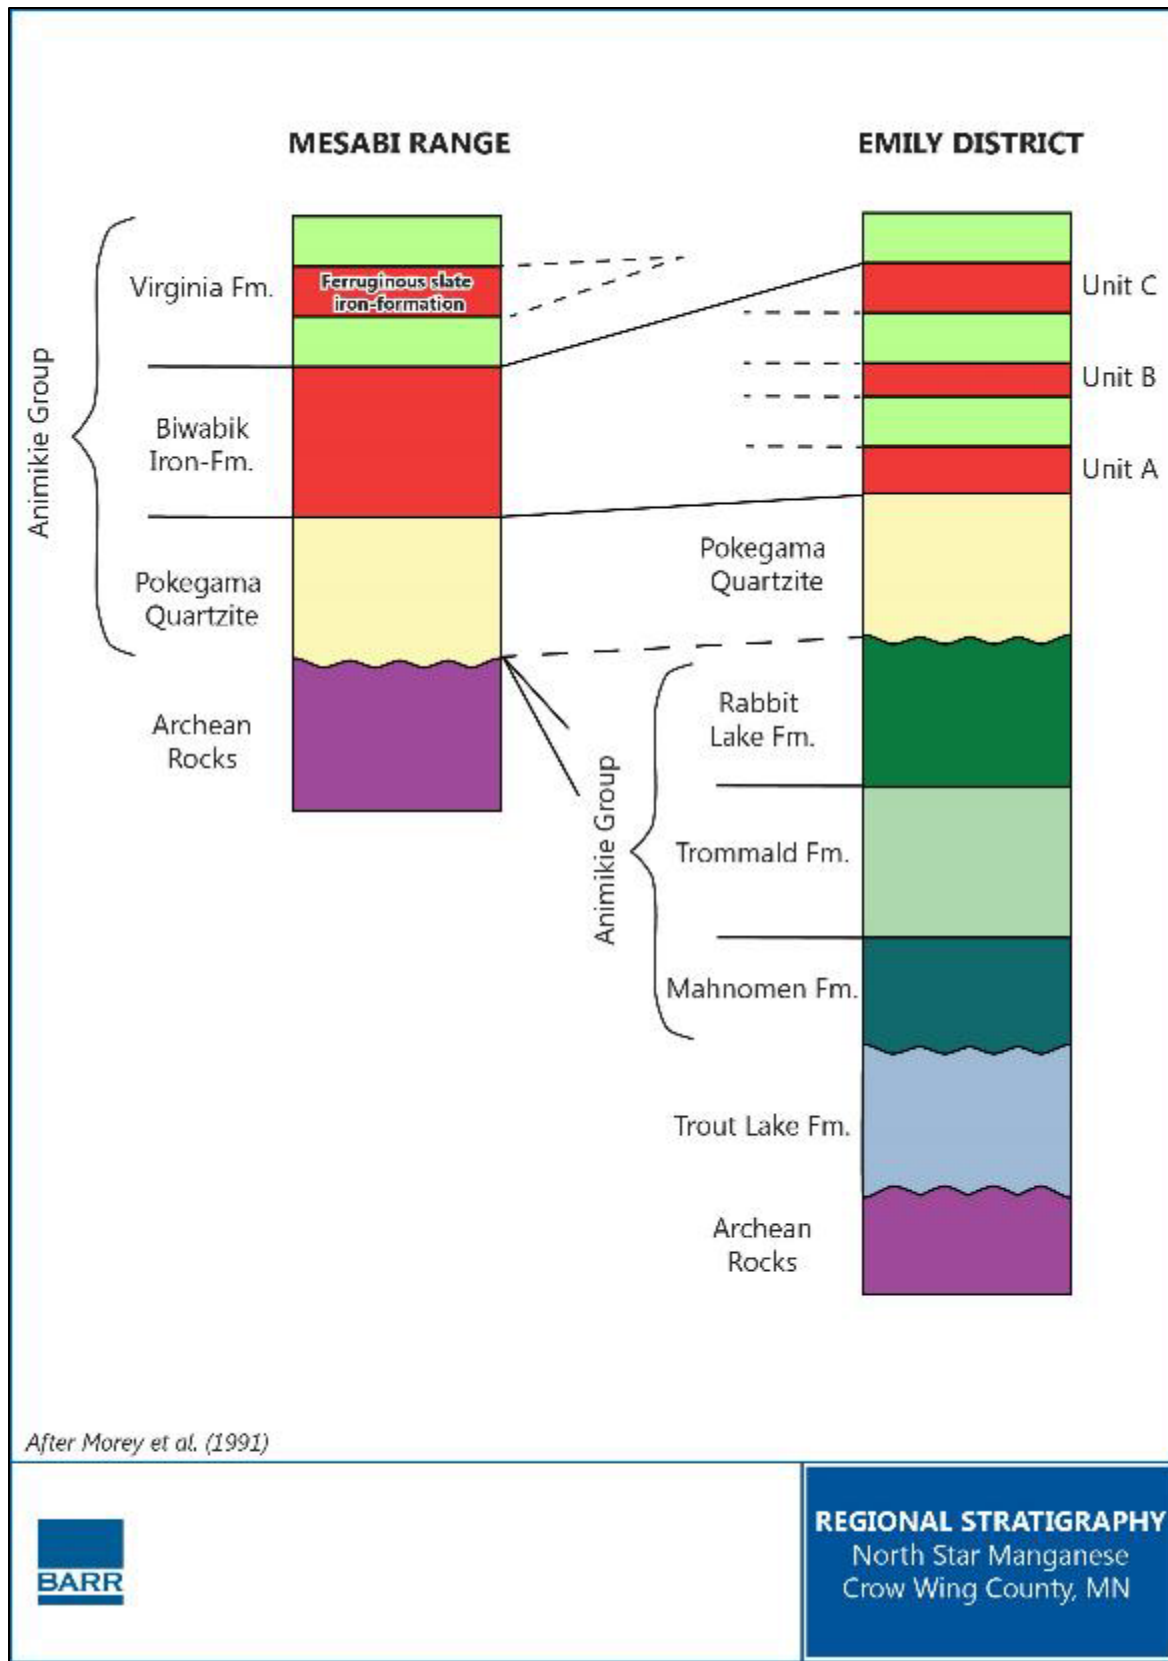 MESABI RANGE
EMILY DISTRICT
Animikie Group
Virginia Fm.
Ferruginous slate
iron-formation
Biwabik
Iron-Fm.
Pokegama
Quartzite
Archean
Rocks
Unit C
Unit B
Unit A
Pokegama
Quartzite
Animikie Group
Rabbit
Lake Fm.
Trommald Fm.
Mahnomen Fm.
Trout Lake Fm.
Archean
Rocks
After Morey et al. (1991)
BARR
REGIONAL STRATIGRAPHY
North Star Manganese
Crow Wing County, MN